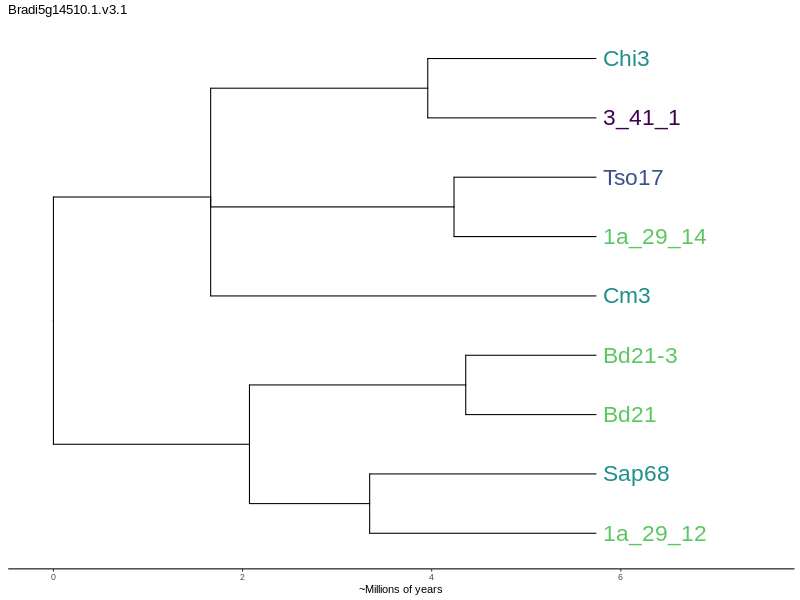 Bradi5g14510.1.v3.1
Chi3
3_41_1
Tso17
1a_29_14
Cm3
Bd21-3
Bd21
Sap68
1a_29_12
0 2 4 6
~Millions of years